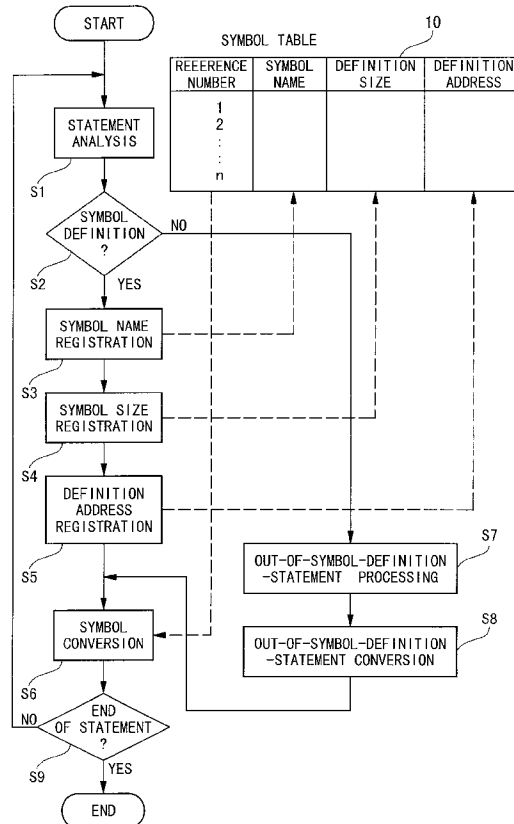 START
SYMBOL TABLE
10
REEERENCE NUMBER
SYMBOL NAME
DEFINITION SIZE
DEFINITION ADDRESS
1
2
:
:
n
STATEMENT
ANALYSIS
S1
SYMBOL
DEFINITION
?
NO
S2
YES
SYMBOL NAME
REGISTRATION
S3
SYMBOL SIZE
REGISTRATION
S4
DEFINITION
ADDRESS
REGISTRATION
S5
S7
OUT-OF-SYMBOL-DEFINITION
-STATEMENT PROCESSING
S8
OUT-OF-SYMBOL-DEFINITION
-STATEMENT CONVERSION
SYMBOL
CONVERSION
S6
END
OF STATEMENT
?
NO
S9
YES
END